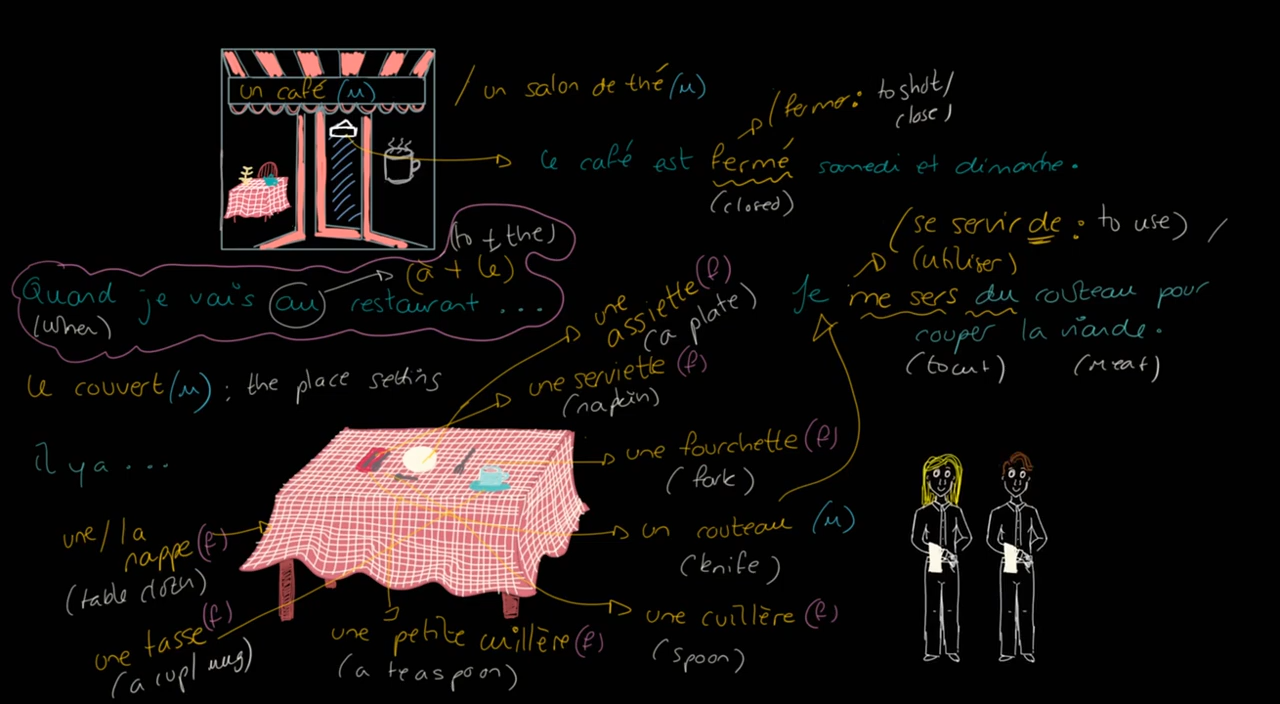 un café (m)
/ un salon de thé (m)
(fermer: to shot/
close)
le café est fermé samedi et dimanche.
(closed)
(se servir de : to use) /
(utiliser)
(to + the)
(à + le)
Quand je vais au restaurant ...
(when)
Je me sers du couteau pour
couper la viande.
(to cut) (meat)
une
assiette (f)
(a plate)
le couvert (m) : the place setting
une serviette (f)
(napkin)
il y a ...
une fourchette (f)
(fork)
une/la
nappe (f)
(table cloth)
un couteau (m)
(knife)
une tasse (f)
(a cup/mug)
une petite cuillère (f)
(a teaspoon)
une cuillère (f)
(spoon)